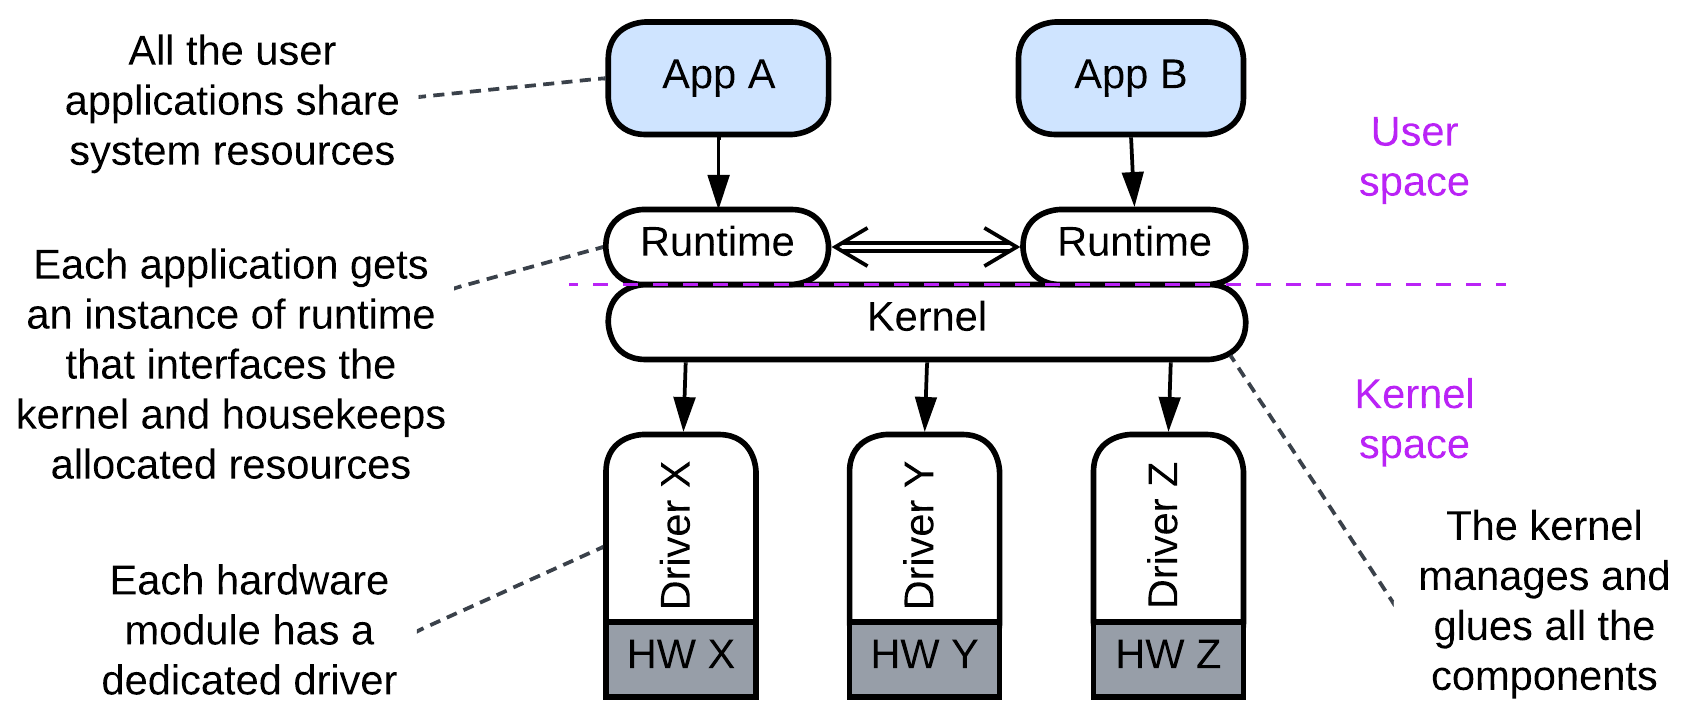 All the user
applications share
system resources
App A
App B
User
space
Runtime
Runtime
Each application gets
an instance of runtime
that interfaces the
kernel and housekeeps
allocated resources
Kernel
Kernel
space
Driver X
Driver Y
Driver Z
Each hardware
module has a
dedicated driver
HW X
HW Y
HW Z
The kernel
manages and
glues all the
components